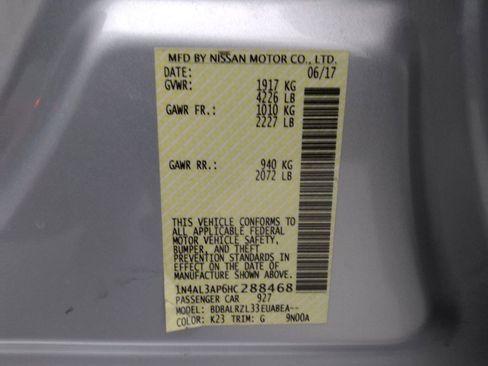 MFD BY NISSAN MOTOR CO., LTD.
DATE: 06/17
GVWR: 1917 KG
4226 LB
GAWR FR.: 1010 KG
2227 LB
GAWR RR.: 940 KG
2072 LB
THIS VEHICLE CONFORMS TO
ALL APPLICABLE FEDERAL
MOTOR VEHICLE SAFETY,
BUMPER, AND THEFT
PREVENTION STANDARDS IN
EFFECT ON THE DATE OF
MANUFACTURE SHOWN ABOVE.
1N4AL3AP6HC288468
PASSENGER CAR 927
MODEL: BDBALRZL33EUABEA--
COLOR: K23 TRIM: G 9N00A